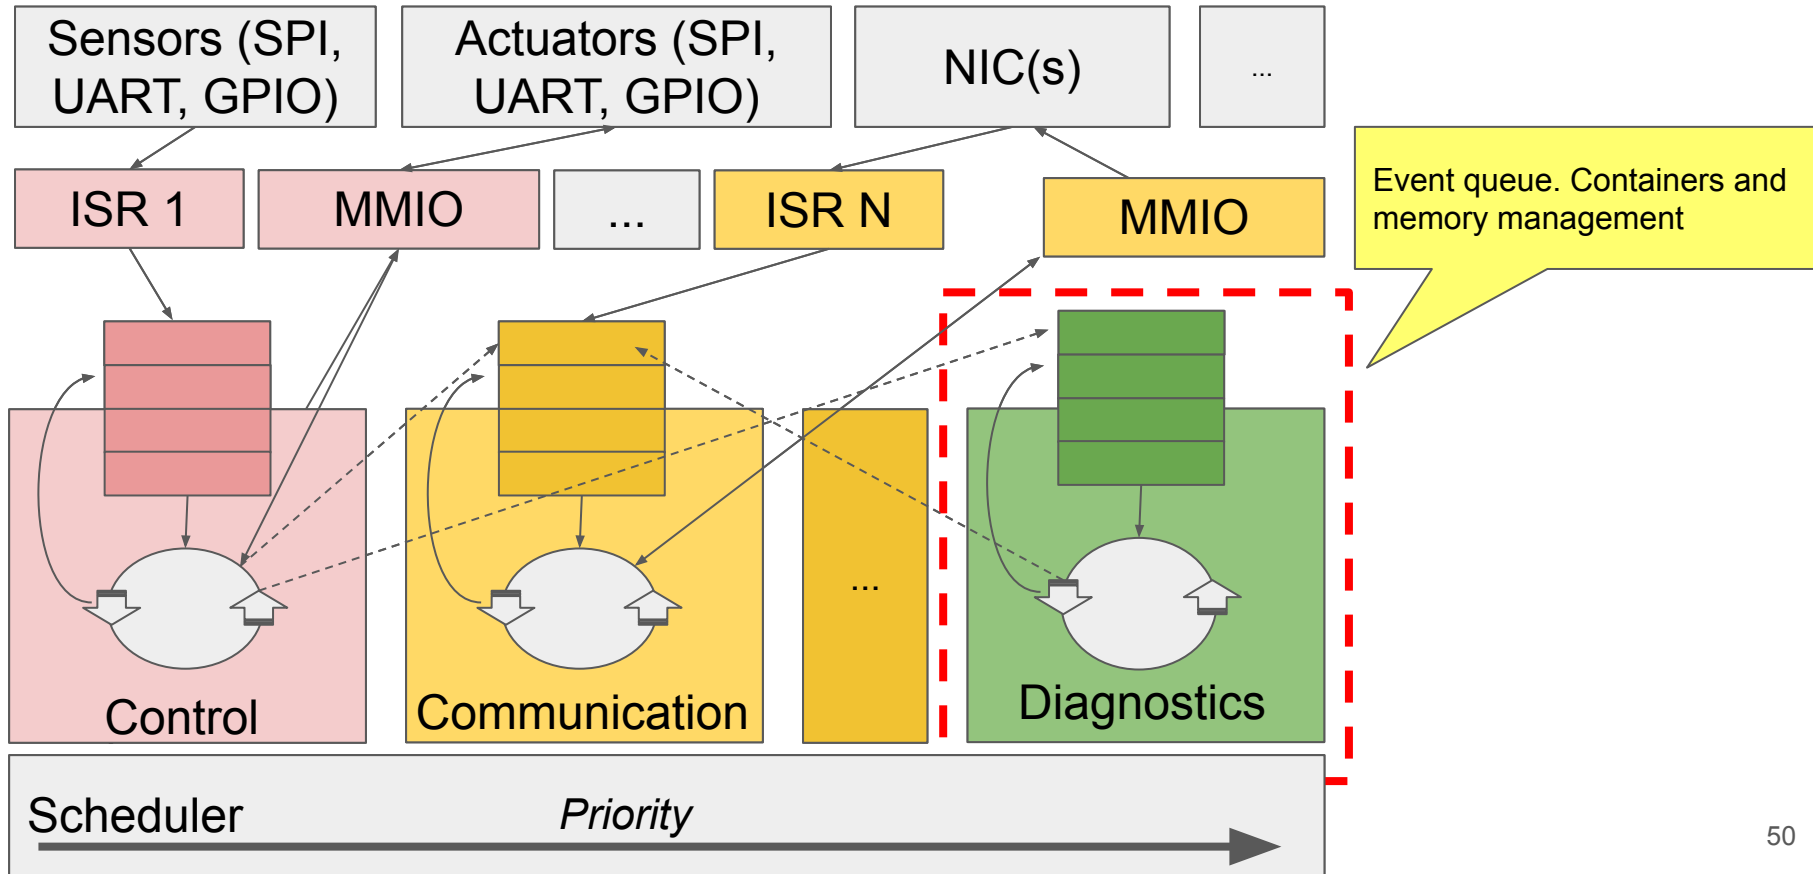 Sensors (SPI,
UART, GPIO)
Actuators (SPI,
UART, GPIO)
NIC(s)
...
ISR 1
MMIO
...
ISR N
MMIO
Event queue. Containers and
memory management
Control
Communication
...
Diagnostics
Scheduler
Priority
50